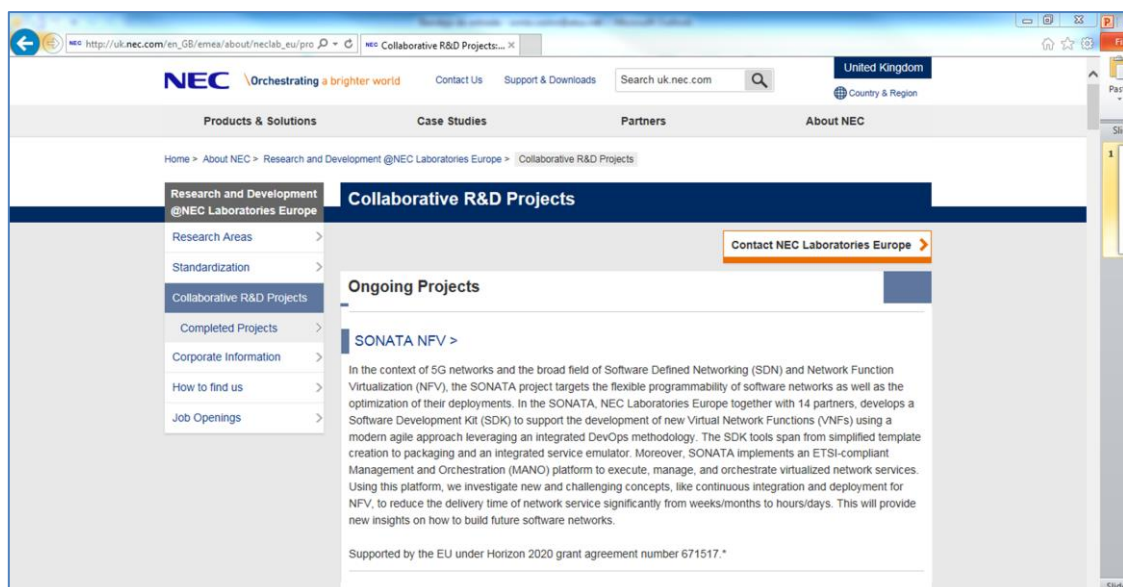 http://uk.nec.com/en_GB/emea/about/neclab_eu/pro
NEC Collaborative R&D Projects:...
NEC \Orchestrating a brighter world
Contact Us Support & Downloads Search uk.nec.com
United Kingdom
Country & Region
Products & Solutions Case Studies Partners About NEC
Home > About NEC > Research and Development @NEC Laboratories Europe > Collaborative R&D Projects
Research and Development
@NEC Laboratories Europe
Research Areas
Standardization
Collaborative R&D Projects
Completed Projects
Corporate Information
How to find us
Job Openings
Collaborative R&D Projects
Contact NEC Laboratories Europe
Ongoing Projects
SONATA NFV >
In the context of 5G networks and the broad field of Software Defined Networking (SDN) and Network Function
Virtualization (NFV), the SONATA project targets the flexible programmability of software networks as well as the
optimization of their deployments. In the SONATA, NEC Laboratories Europe together with 14 partners, develops a
Software Development Kit (SDK) to support the development of new Virtual Network Functions (VNFs) using a
modern agile approach leveraging an integrated DevOps methodology. The SDK tools span from simplified template
creation to packaging and an integrated service emulator. Moreover, SONATA implements an ETSI-compliant
Management and Orchestration (MANO) platform to execute, manage, and orchestrate virtualized network services.
Using this platform, we investigate new and challenging concepts, like continuous integration and deployment for
NFV, to reduce the delivery time of network service significantly from weeks/months to hours/days. This will provide
new insights on how to build future software networks.
Supported by the EU under Horizon 2020 grant agreement number 671517.*
1